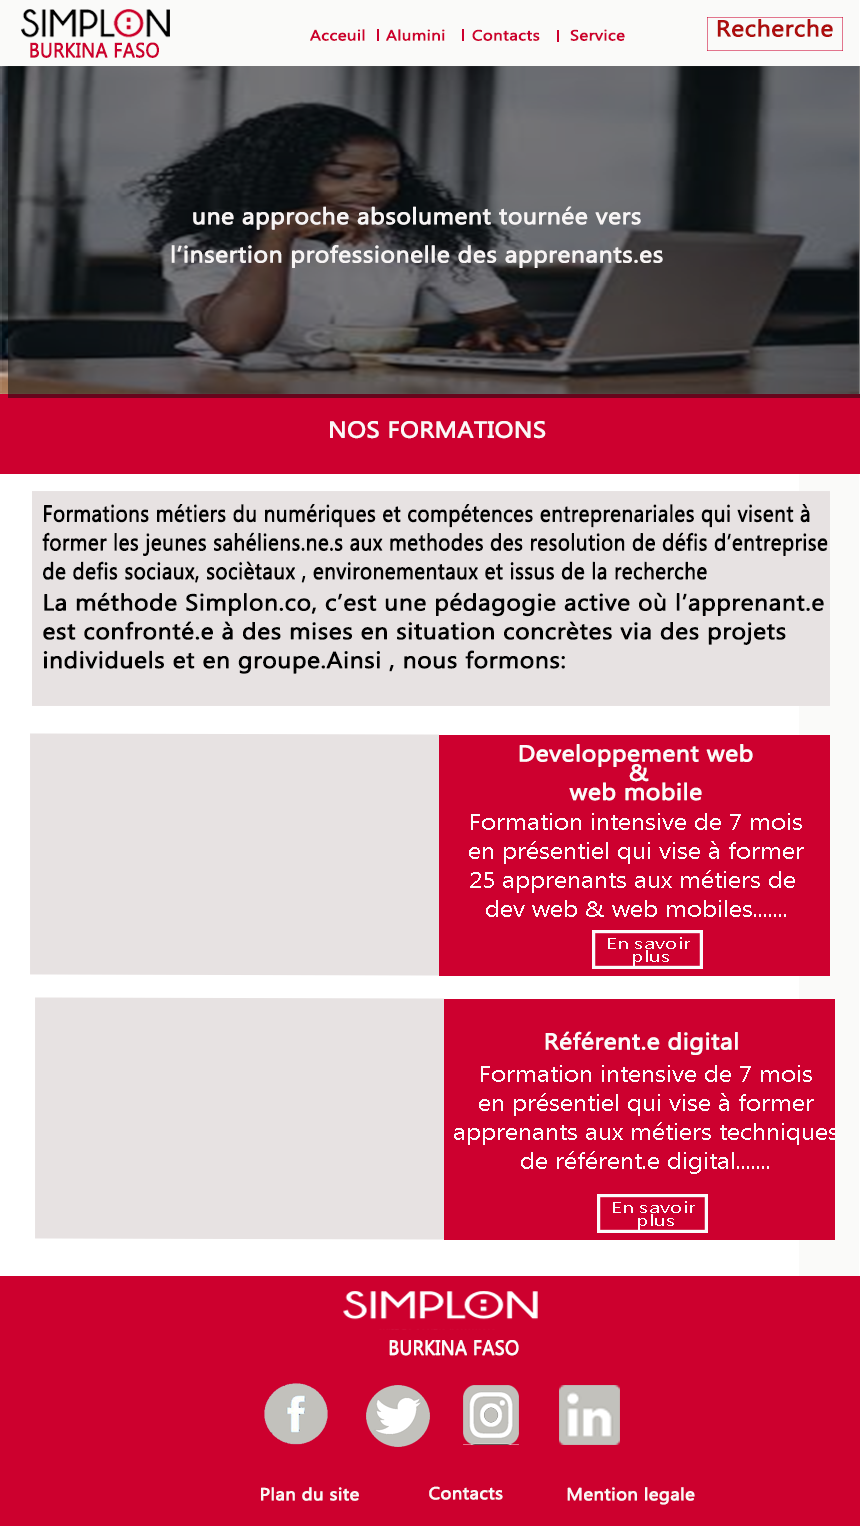 SIMPLON
BURKINA FASO
Acceuil | Alumini | Contacts | Service
Recherche
une approche absolument tournée vers
l'insertion professionelle des apprenants.es
NOS FORMATIONS
Formations métiers du numériques et compétences entreprenariales qui visent à
former les jeunes sahéliens.ne.s aux methodes des resolution de défis d'entreprise
de defis sociaux, sociètaux , environementaux et issus de la recherche
La méthode Simplon.co, c'est une pédagogie active où l'apprenant.e
est confronté.e à des mises en situation concrètes via des projets
individuels et en groupe.Ainsi , nous formons:
Developpement web
&
web mobile
Formation intensive de 7 mois
en présentiel qui vise à former
25 apprenants aux métiers de
dev web & web mobiles.......
En savoir
plus
Référent.e digital
Formation intensive de 7 mois
en présentiel qui vise à former
apprenants aux métiers techniques
de référent.e digital.......
En savoir
plus
SIMPLON
BURKINA FASO
f
in
Plan du site
Contacts
Mention legale